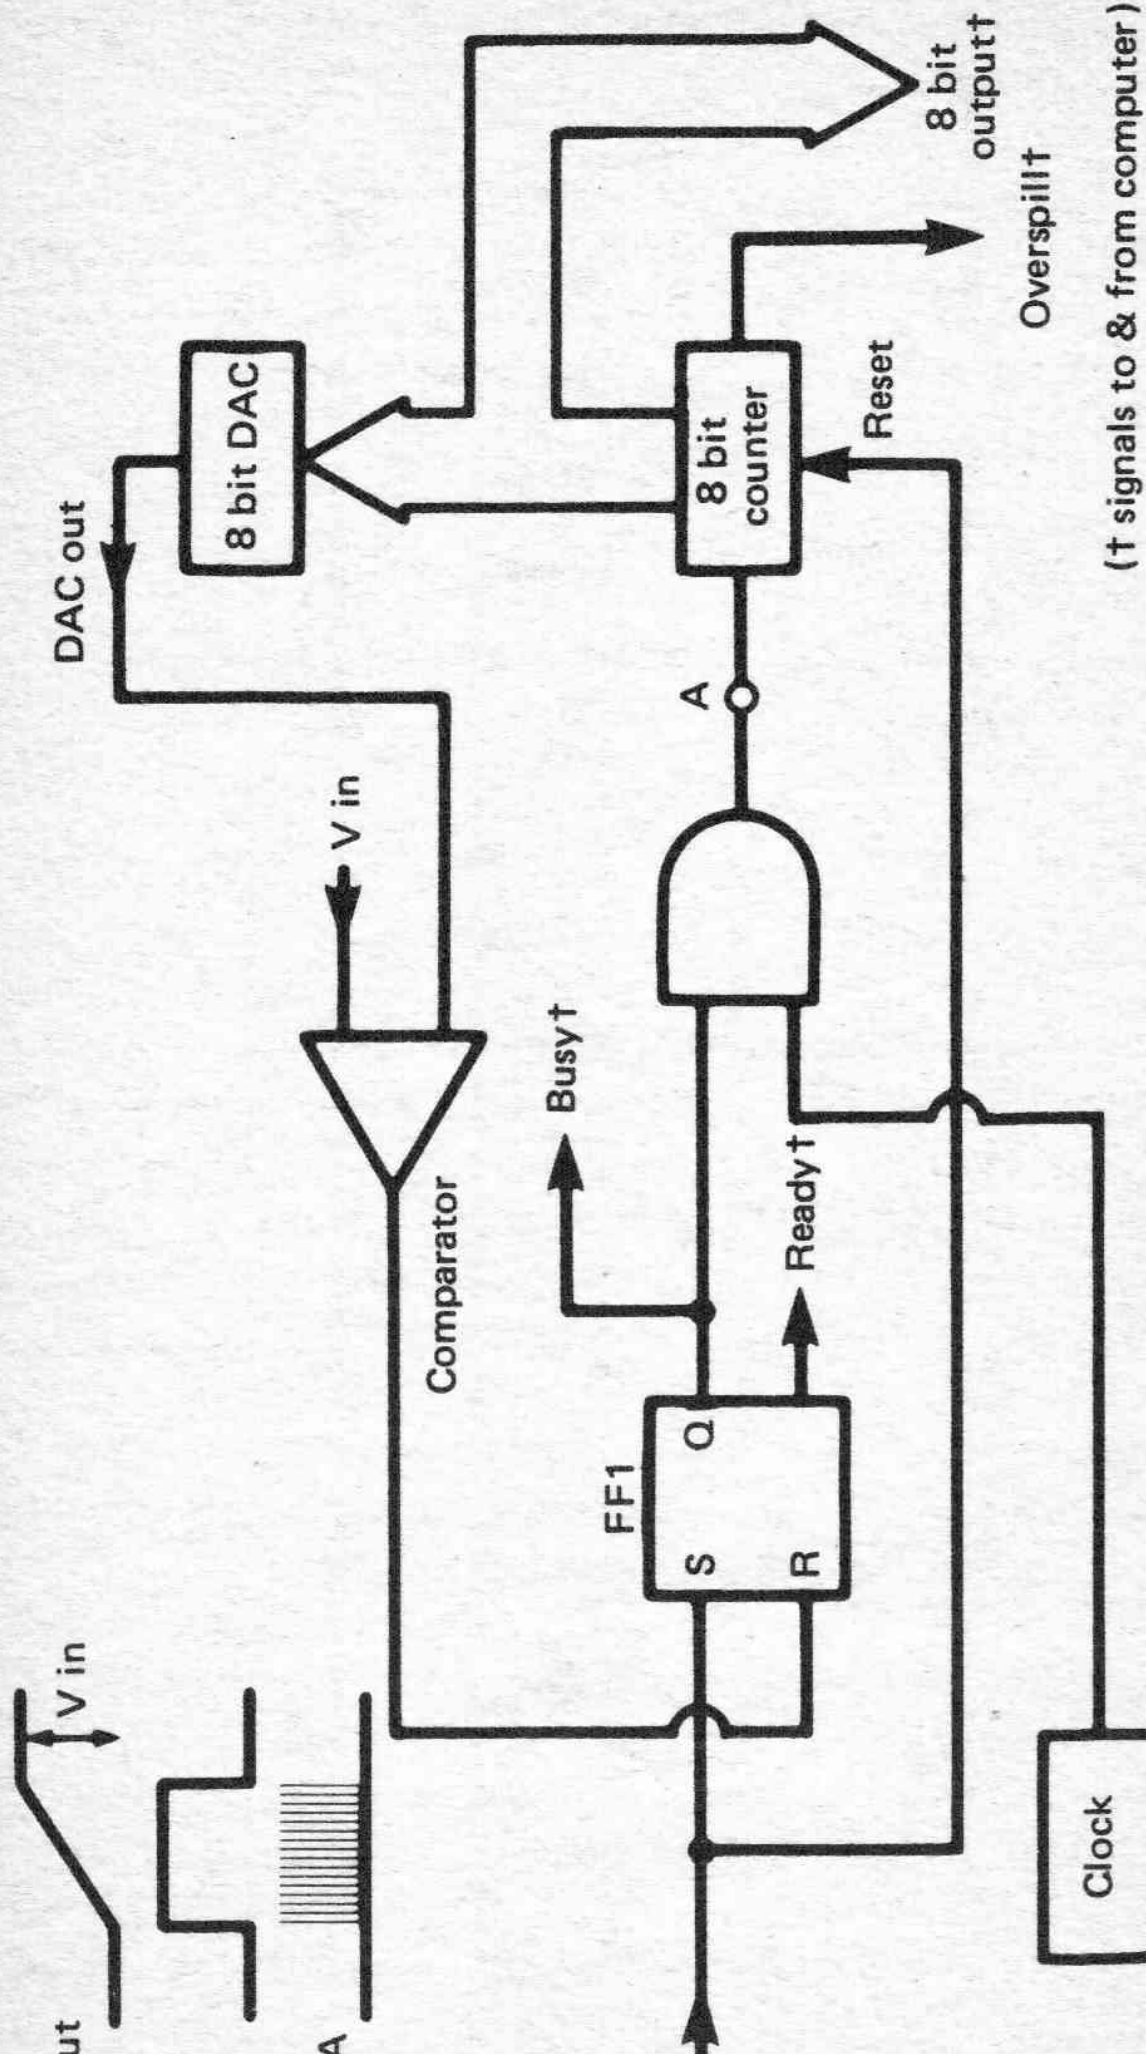 ut
V in
A
DAC out
8 bit DAC
V in
Comparator
Busy†
FF1
S
Q
R
Ready†
A
8 bit
counter
Reset
8 bit
output†
Overspill†
Clock
(† signals to & from computer)